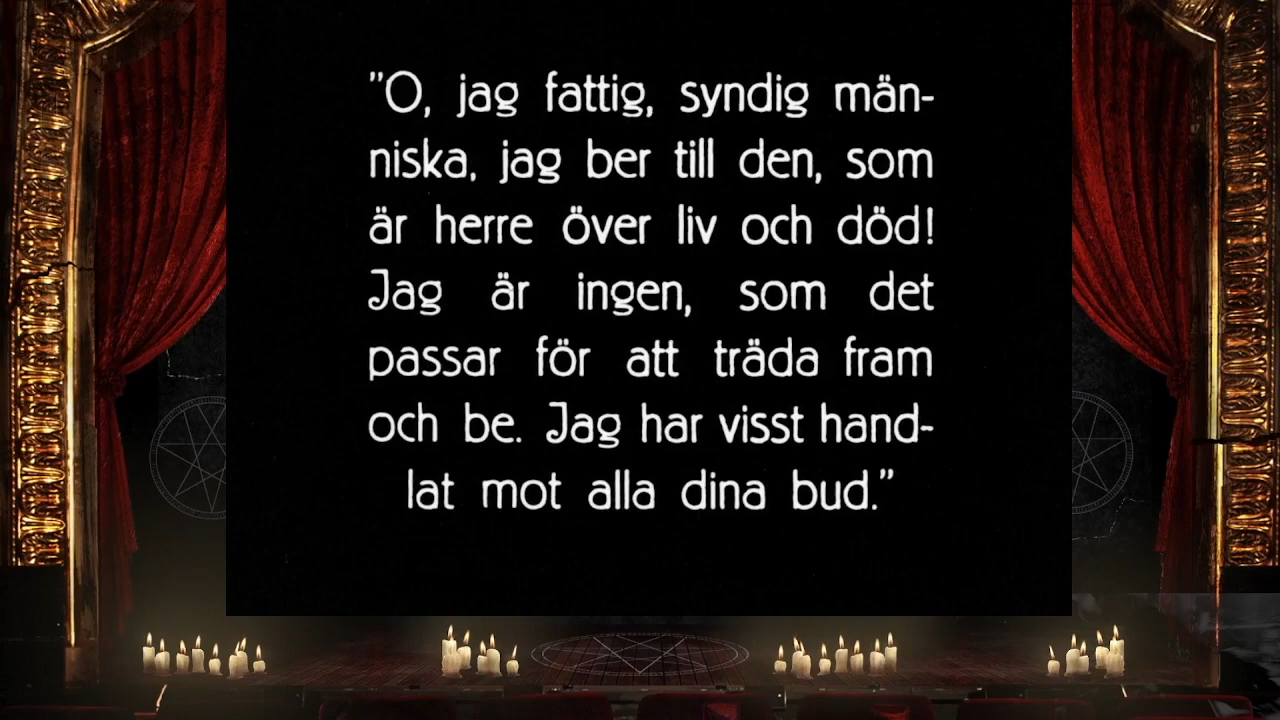 ”O, jag fattig, syndig män-
niska, jag ber till den, som
är herre över liv och död!
Jag är ingen, som det
passar för att träda fram
och be. Jag har visst hand-
lat mot alla dina bud.”